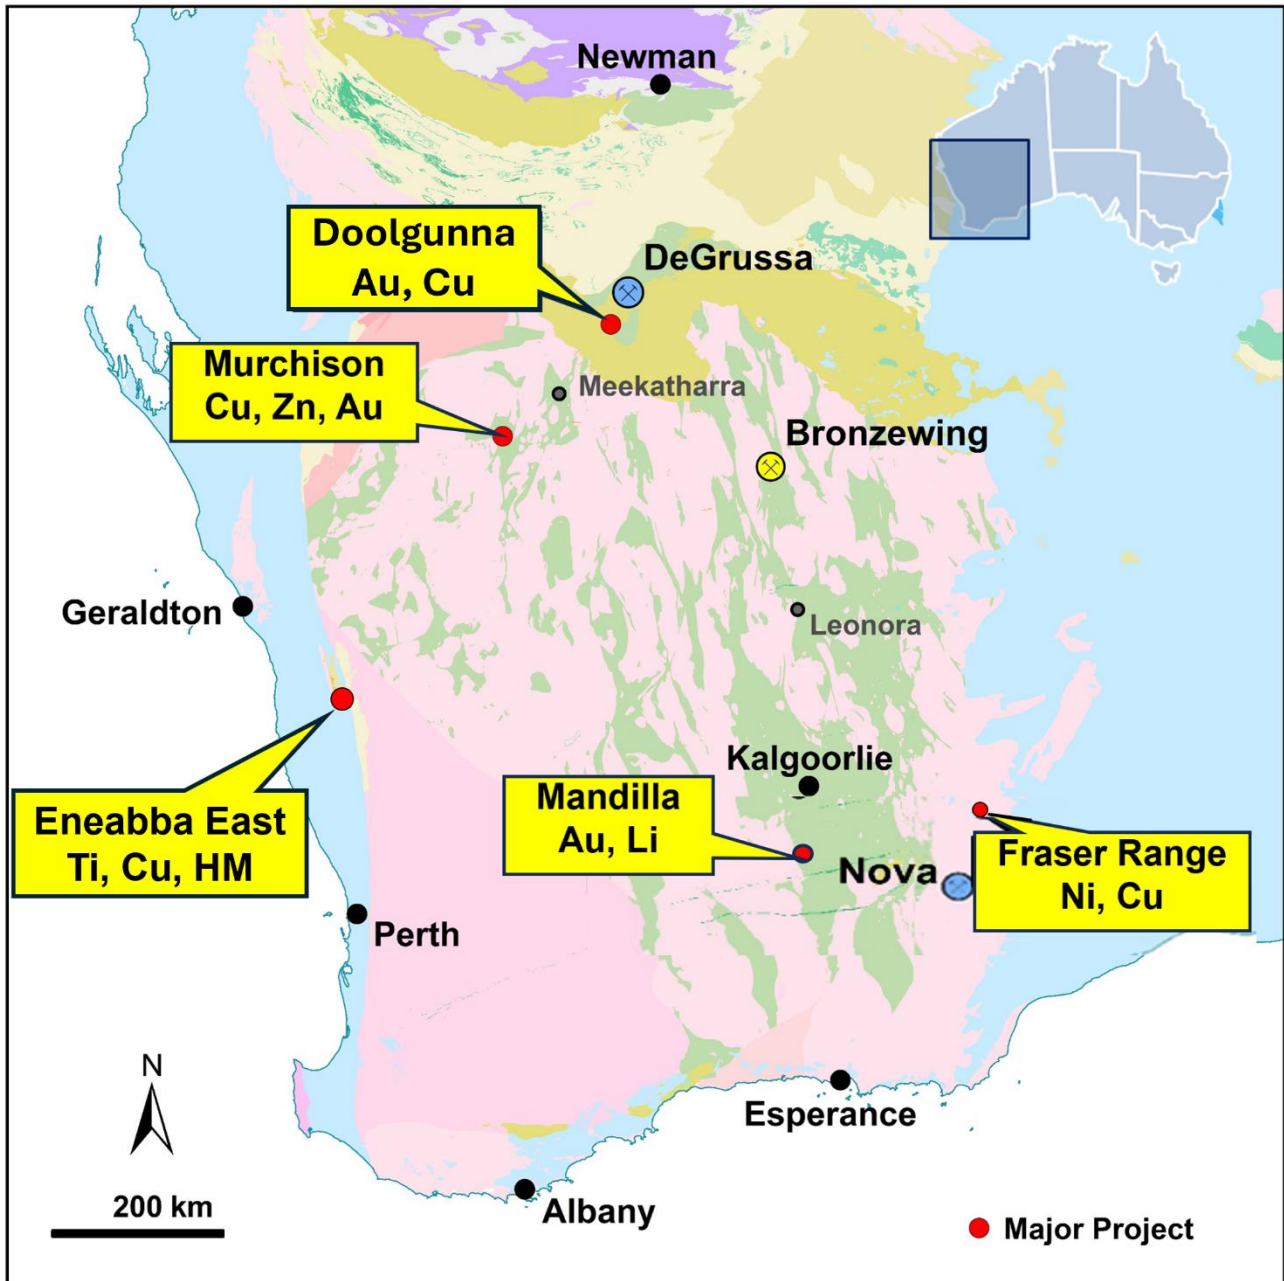 Newman
Doolgunna
Au, Cu
DeGrussa
Murchison
Cu, Zn, Au
Meekatharra
Bronzewing
Geraldton
Leonora
Kalgoorlie
Mandilla
Au, Li
Eneabba East
Ti, Cu, HM
Fraser Range
Ni, Cu
Nova
Perth
N
Esperance
200 km
Albany
Major Project